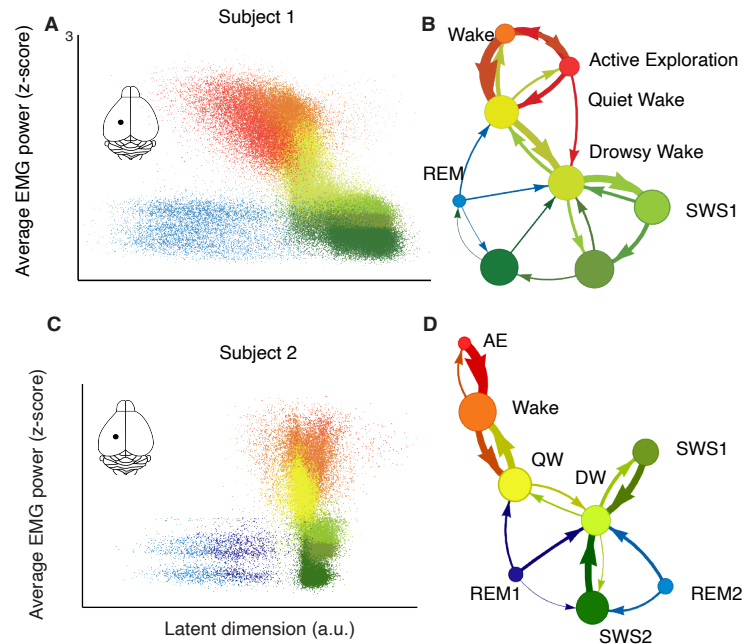 A
Subject 1
3
Average EMG power (z-score)
B
Wake
Active Exploration
Quiet Wake
Drowsy Wake
REM
SWS1
C
Subject 2
Average EMG power (z-score)
Latent dimension (a.u.)
D
AE
Wake
SWS1
QW
DW
REM1
REM2
SWS2